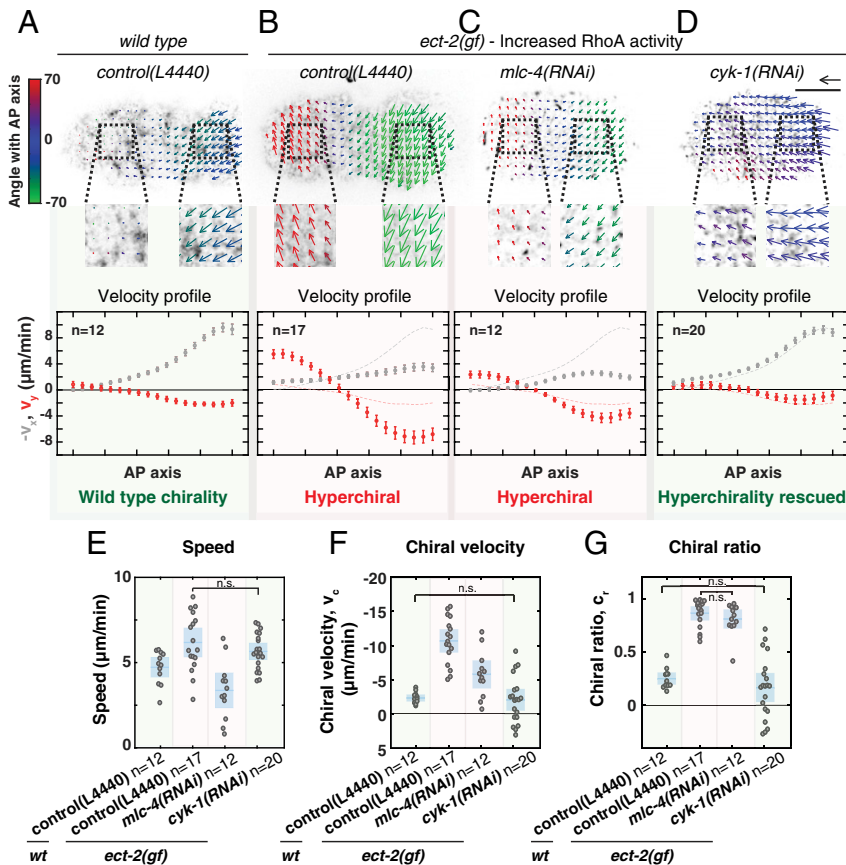 A B C D
wild type
ect-2(gf) - Increased RhoA activity
control(L4440) control(L4440) mlc-4(RNAi) cyk-1(RNAi)
Angle with AP axis
70
0
-70
Velocity profile Velocity profile Velocity profile Velocity profile
n=12 n=17 n=12 n=20
-vx, vy (µm/min)
8
4
0
-4
-8
AP axis AP axis AP axis AP axis
Wild type chirality Hyperchiral Hyperchiral Hyperchirality rescued
E Speed
Speed (µm/min)
10
5
0
n.s.
control(L4440) n=12
control(L4440) n=17
mlc-4(RNAi) n=12
cyk-1(RNAi) n=20
wt ect-2(gf)
F Chiral velocity
Chiral velocity, vc
(µm/min)
-20
-15
-10
-5
0
5
n.s.
control(L4440) n=12
control(L4440) n=17
mlc-4(RNAi) n=12
cyk-1(RNAi) n=20
wt ect-2(gf)
G Chiral ratio
Chiral ratio, cr
1
0.5
0
n.s.
n.s.
control(L4440) n=12
control(L4440) n=17
mlc-4(RNAi) n=12
cyk-1(RNAi) n=20
wt ect-2(gf)